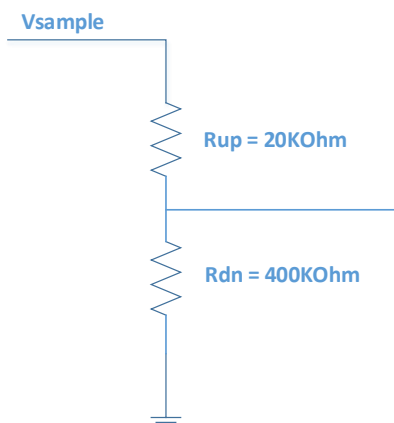 Vsample
Rup = 20KOhm
Rdn = 400KOhm